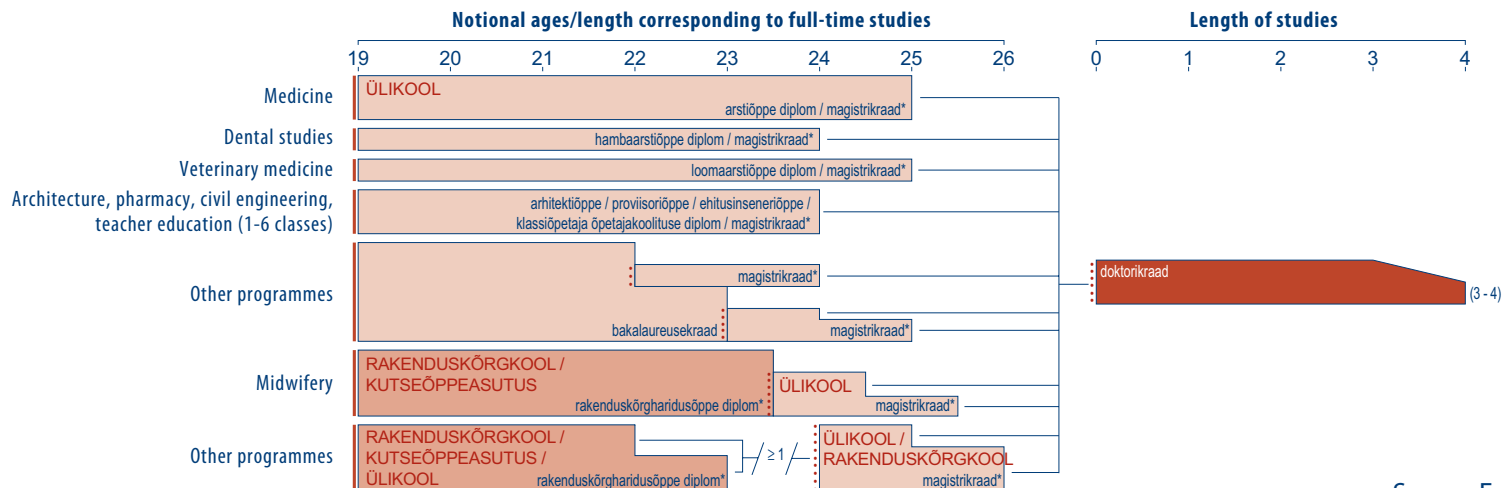 Notional ages/length corresponding to full-time studies
Length of studies
19 20 21 22 23 24 25 26
0 1 2 3 4
Medicine
ÜLIKOOL
arstiõppe diplom / magistrikraad*
Dental studies
hambaarstiõppe diplom / magistrikraad*
Veterinary medicine
loomaarstiõppe diplom / magistrikraad*
Architecture, pharmacy, civil engineering,
teacher education (1-6 classes)
arhitektiõppe / proviisoriõppe / ehitusinseneriõppe /
klassiõpetaja õpetajakoolituse diplom / magistrikraad*
Other programmes
magistrikraad*
bakalaureusekraad
magistrikraad*
doktorikraad
(3 - 4)
Midwifery
RAKENDUSKÕRGKOOL /
KUTSEÕPPEASUTUS
rakenduskõrgharidusõppe diplom*
ÜLIKOOL
magistrikraad*
Other programmes
RAKENDUSKÕRGKOOL /
KUTSEÕPPEASUTUS /
ÜLIKOOL
rakenduskõrgharidusõppe diplom*
≥ 1
ÜLIKOOL /
RAKENDUSKÕRGKOOL
magistrikraad*